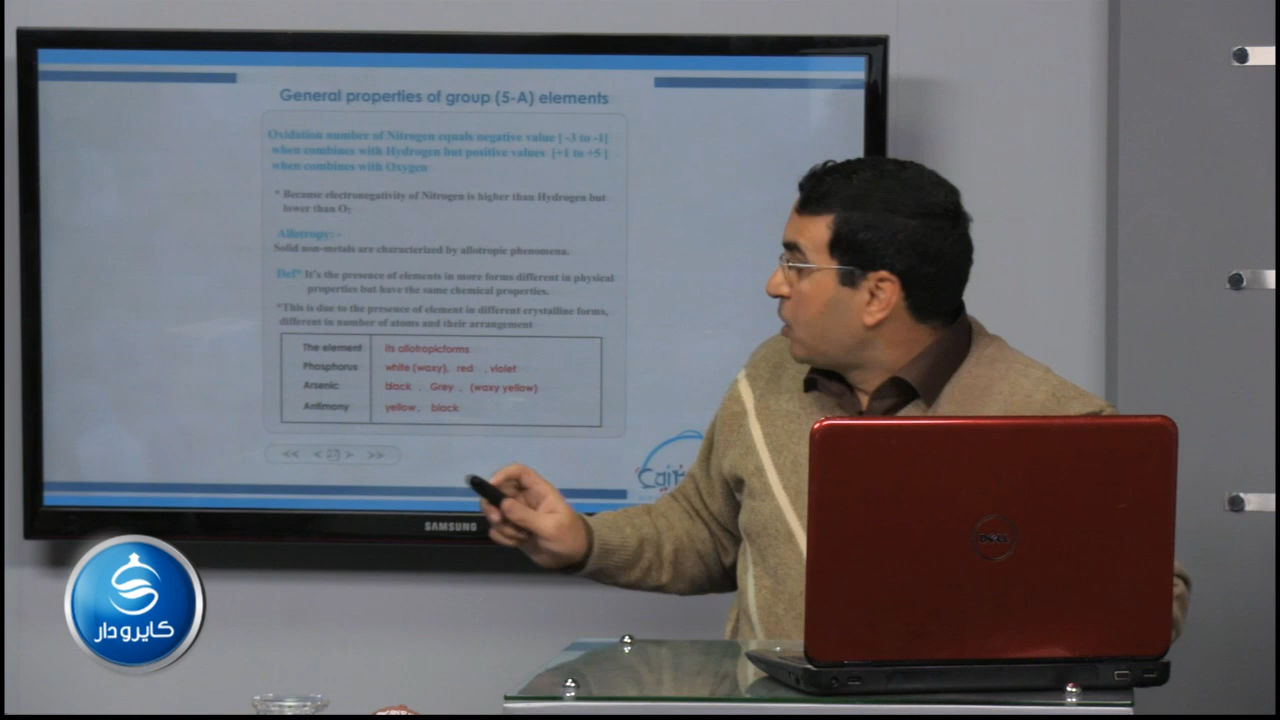 General properties of group (5-A) elements
Oxidation number of Nitrogen equals negative value [ -3 to -1]
when combines with Hydrogen but positive values [+1 to +5 ]
when combines with Oxygen
* Because electronegativity of Nitrogen is higher than Hydrogen but
lower than O₂
Allotropy: -
Solid non-metals are characterized by allotropic phenomena.
Def* It's the presence of elements in more forms different in physical
properties but have the same chemical properties.
*This is due to the presence of element in different crystalline forms,
different in number of atoms and their arrangement
The element its allotropicforms
Phosphorus white (waxy), red , violet
Arsenic black , Grey , (waxy yellow)
Antimony yellow, black
<< < 27 > >>
SAMSUNG
DELL
كايرودار